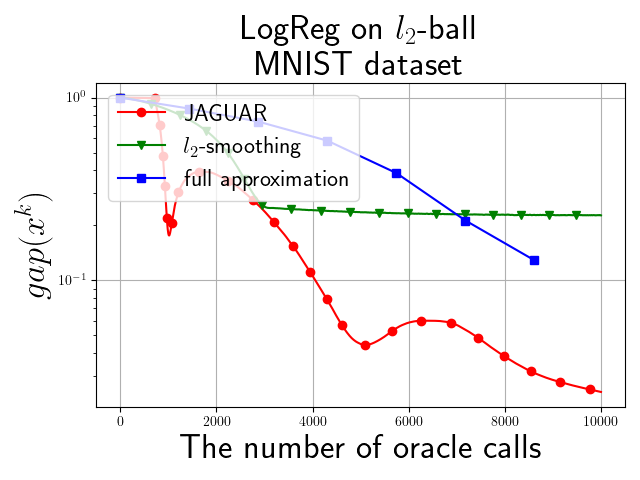 LogReg on l₂-ball
MNIST dataset
JAGUAR
l₂-smoothing
full approximation
gap(xᵏ)
10⁰
10⁻¹
0 2000 4000 6000 8000 10000
The number of oracle calls